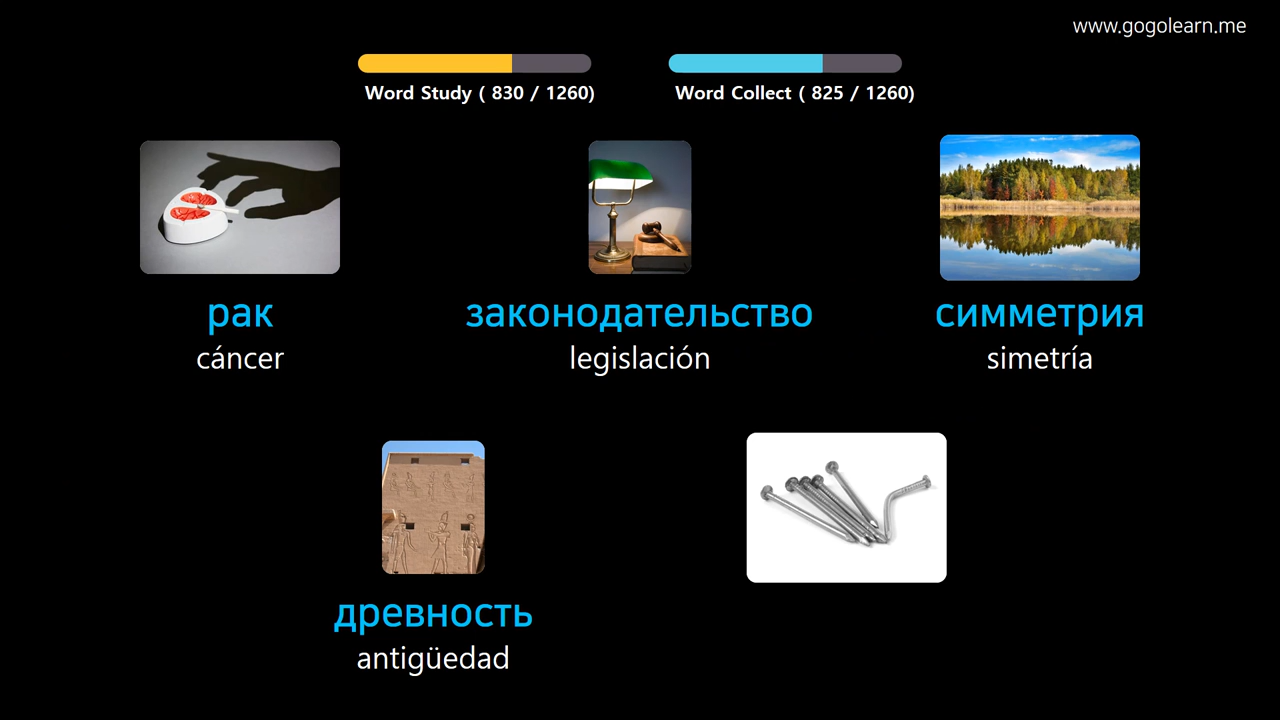 www.gogolearn.me
Word Study ( 830 / 1260)
Word Collect ( 825 / 1260)
рак
cáncer
законодательство
legislación
симметрия
simetría
древность
antigüedad